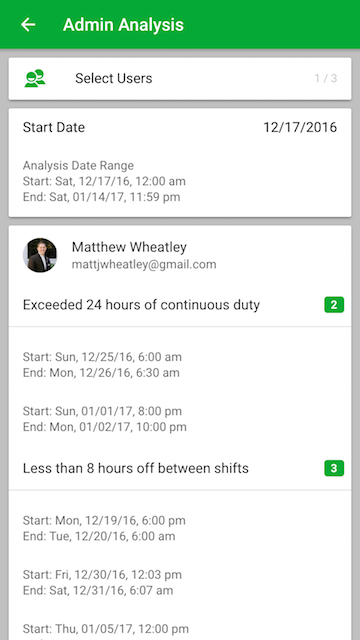 Admin Analysis
Select Users 1 / 3
Start Date 12/17/2016
Analysis Date Range
Start: Sat, 12/17/16, 12:00 am
End: Sat, 01/14/17, 11:59 pm
Matthew Wheatley
mattjwheatley@gmail.com
Exceeded 24 hours of continuous duty 2
Start: Sun, 12/25/16, 6:00 am
End: Mon, 12/26/16, 6:30 am
Start: Sun, 01/01/17, 8:00 pm
End: Mon, 01/02/17, 10:00 pm
Less than 8 hours off between shifts 3
Start: Mon, 12/19/16, 6:00 pm
End: Tue, 12/20/16, 6:00 am
Start: Fri, 12/30/16, 12:03 pm
End: Sat, 12/31/16, 6:07 am
Start: Thu, 01/05/17, 12:00 pm